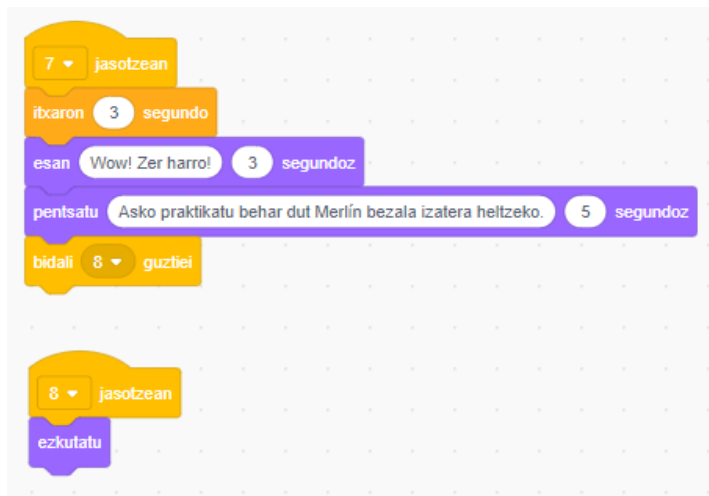 7 jasotzean
itxaron 3 segundo
esan Wow! Zer harro! 3 segundoz
pentsatu Asko praktikatu behar dut Merlín bezala izatera heltzeko. 5 segundoz
bidali 8 guztiei
8 jasotzean
ezkutatu